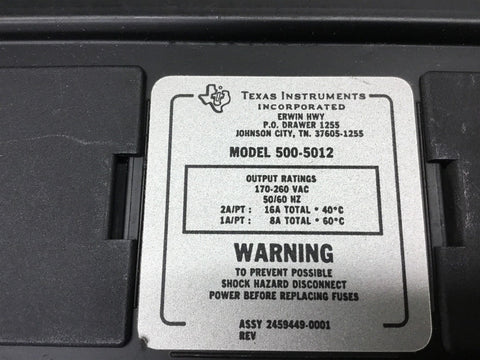 TEXAS INSTRUMENTS
INCORPORATED
ERWIN HWY
P.O. DRAWER 1255
JOHNSON CITY, TN. 37605-1255
MODEL 500-5012
OUTPUT RATINGS
170-260 VAC
50/60 HZ
2A/PT : 16A TOTAL * 40°C
1A/PT : 8A TOTAL * 60°C
WARNING
TO PREVENT POSSIBLE
SHOCK HAZARD DISCONNECT
POWER BEFORE REPLACING FUSES
ASSY 2459449-0001
REV